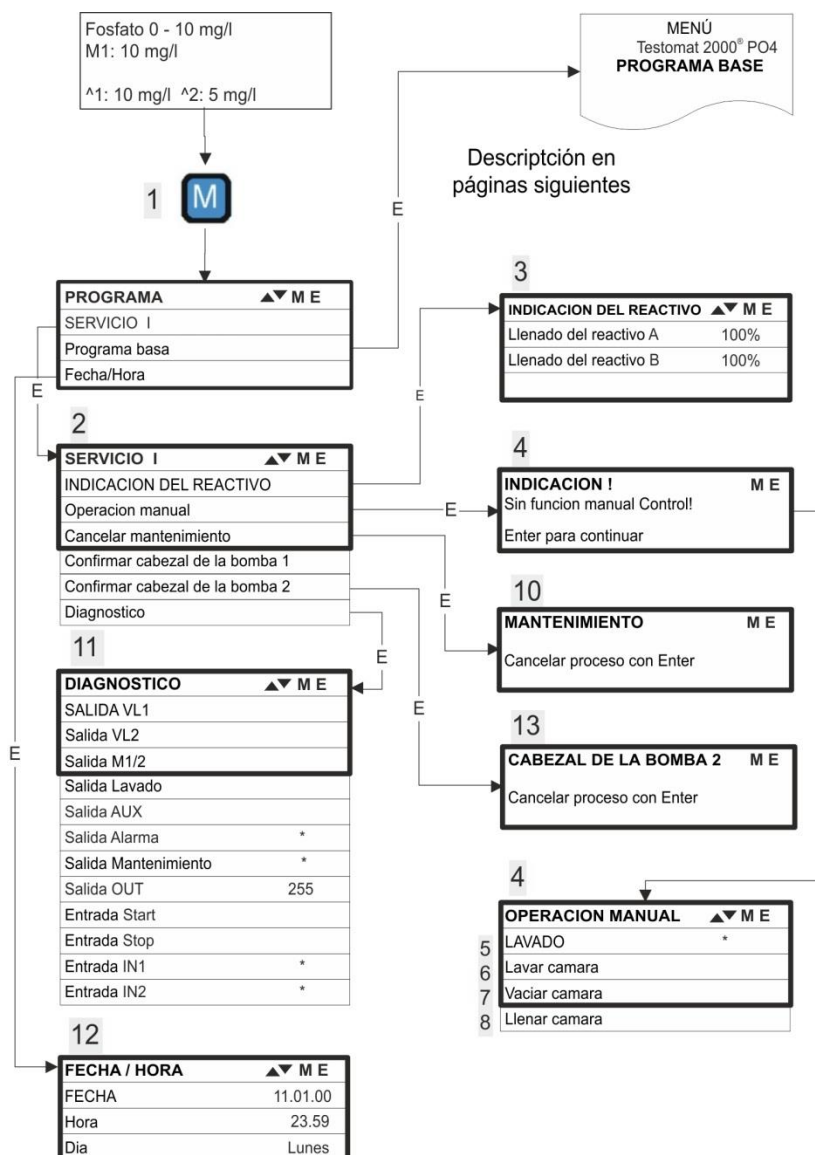 Fosfato 0 - 10 mg/l
M1: 10 mg/l
^1: 10 mg/l ^2: 5 mg/l
MENÚ
Testomat 2000® PO4
PROGRAMA BASE
Descriptción en
páginas siguientes
1
M
E
PROGRAMA ▲▼ M E
SERVICIO I
Programa basa
Fecha/Hora
E
3
INDICACION DEL REACTIVO ▲▼ M E
Llenado del reactivo A 100%
Llenado del reactivo B 100%
E
2
SERVICIO I ▲▼ M E
INDICACION DEL REACTIVO
Operacion manual
Cancelar mantenimiento
Confirmar cabezal de la bomba 1
Confirmar cabezal de la bomba 2
Diagnostico
E
4
INDICACION ! M E
Sin funcion manual Control!
Enter para continuar
E
10
MANTENIMIENTO M E
Cancelar proceso con Enter
E
11
DIAGNOSTICO ▲▼ M E
SALIDA VL1
Salida VL2
Salida M1/2
Salida Lavado
Salida AUX
Salida Alarma *
Salida Mantenimiento *
Salida OUT 255
Entrada Start
Entrada Stop
Entrada IN1 *
Entrada IN2 *
E
E
13
CABEZAL DE LA BOMBA 2 M E
Cancelar proceso con Enter
4
OPERACION MANUAL ▲▼ M E
5 LAVADO *
6 Lavar camara
7 Vaciar camara
8 Llenar camara
12
FECHA / HORA ▲▼ M E
FECHA 11.01.00
Hora 23.59
Dia Lunes